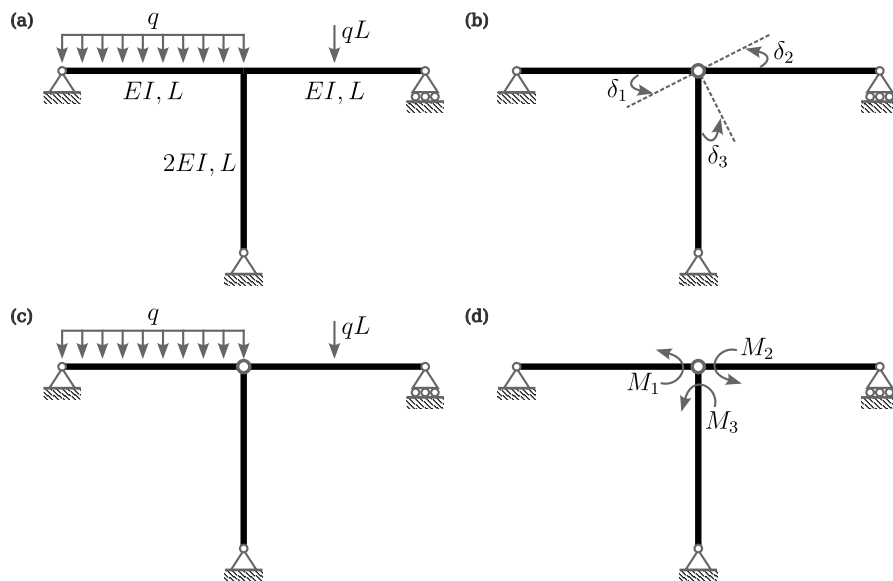 (a)
q
qL
EI, L
EI, L
2EI, L
(b)
δ₁
δ₂
δ₃
(c)
q
qL
(d)
M₁
M₂
M₃